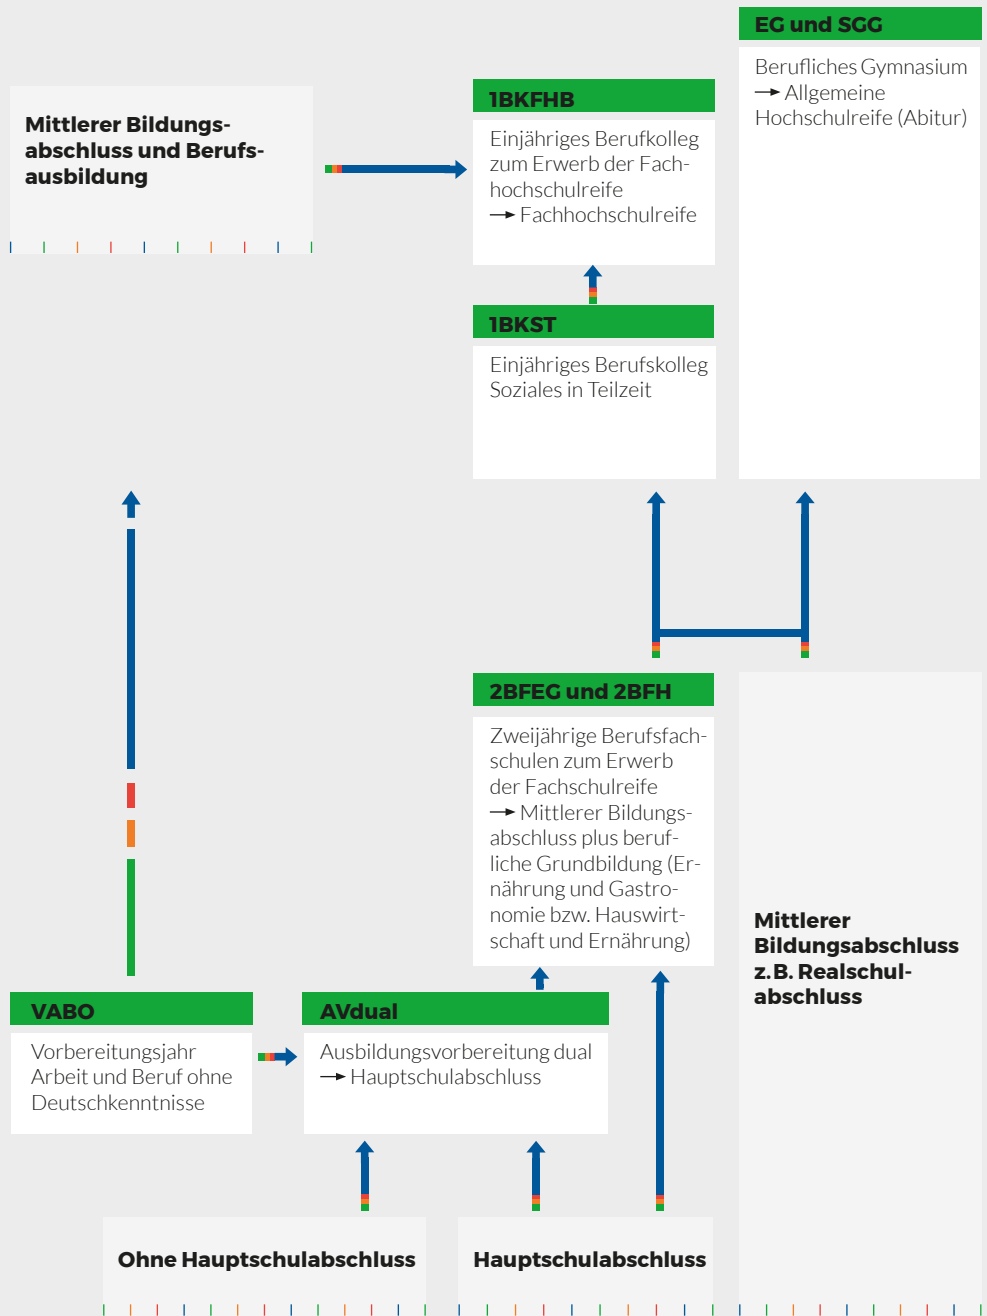 EG und SGG
Berufliches Gymnasium
→ Allgemeine
Hochschulreife (Abitur)
1BKFHB
Einjähriges Berufkolleg
zum Erwerb der Fach-
hochschulreife
→ Fachhochschulreife
Mittlerer Bildungs-
abschluss und Berufs-
ausbildung
1BKST
Einjähriges Berufskolleg
Soziales in Teilzeit
2BFEG und 2BFH
Zweijährige Berufsfach-
schulen zum Erwerb
der Fachschulreife
→ Mittlerer Bildungs-
abschluss plus beruf-
liche Grundbildung (Er-
nährung und Gastro-
nomie bzw. Hauswirt-
schaft und Ernährung)
Mittlerer
Bildungsabschluss
z. B. Realschul-
abschluss
VABO
Vorbereitungsjahr
Arbeit und Beruf ohne
Deutschkenntnisse
AVdual
Ausbildungsvorbereitung dual
→ Hauptschulabschluss
Ohne Hauptschulabschluss
Hauptschulabschluss